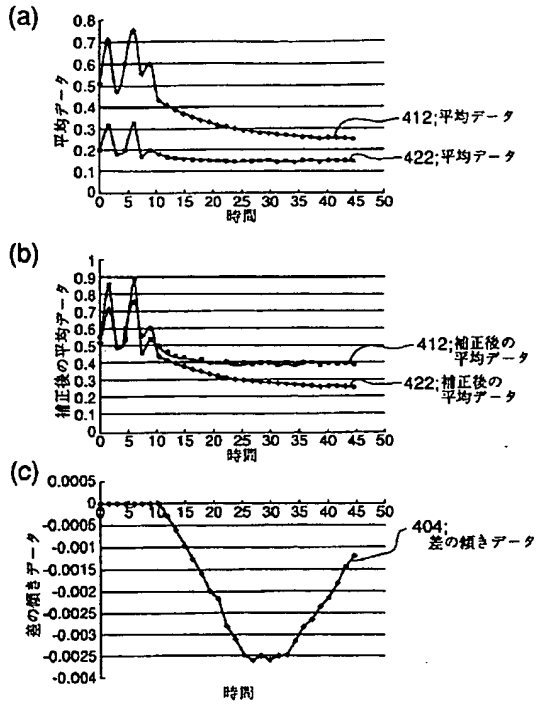 (a)
平均データ
0.8
0.7
0.6
0.5
0.4
0.3
0.2
0.1
0
0 5 10 15 20 25 30 35 40 45 50
時間
412;平均データ
422;平均データ
(b)
補正後の平均データ
1
0.9
0.8
0.7
0.6
0.5
0.4
0.3
0.2
0.1
0
0 5 10 15 20 25 30 35 40 45 50
時間
412;補正後の
平均データ
422;補正後の
平均データ
(c)
差の傾きデータ
0.0005
0
-0.0005
-0.001
-0.0015
-0.002
-0.0025
-0.003
-0.0025
-0.004
0 5 10 15 20 25 30 35 40 45 50
時間
404;
差の傾きデータ